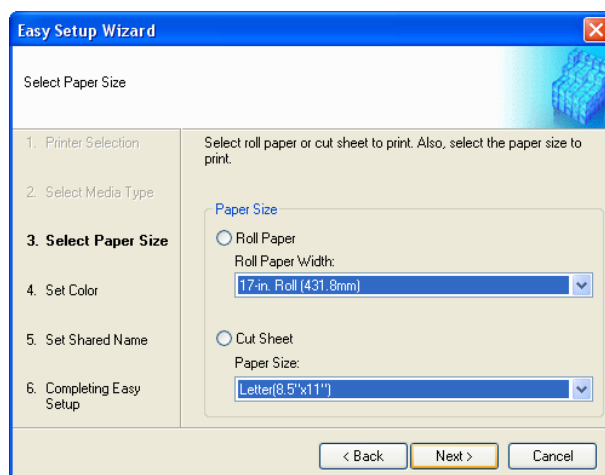 Easy Setup Wizard
Select Paper Size
1. Printer Selection
2. Select Media Type
3. Select Paper Size
4. Set Color
5. Set Shared Name
6. Completing Easy
Setup
Select roll paper or cut sheet to print. Also, select the paper size to
print.
Paper Size
Roll Paper
Roll Paper Width:
17-in. Roll (431.8mm)
Cut Sheet
Paper Size:
Letter(8.5"x11")
< Back
Next >
Cancel